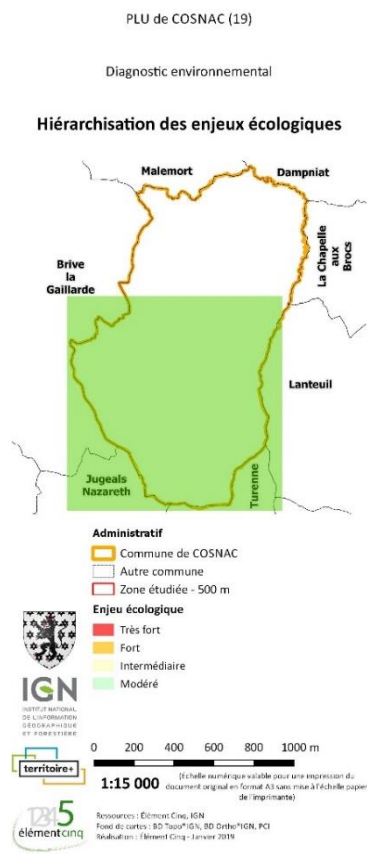 PLU de COSNAC (19)
Diagnostic environnemental
Hiérarchisation des enjeux écologiques
Malemort
Dampniat
La Chapelle
aux
Brocs
Brive
la
Gaillarde
Lanteuil
Jugeals
Nazareth
Turenne
Administratif
Commune de COSNAC
Autre commune
Zone étudiée - 500 m
Enjeu écologique
Très fort
Fort
Intermédiaire
Modéré
IGN
INSTITUT NATIONAL
DE L'INFORMATION
GÉOGRAPHIQUE
ET FORESTIÈRE
territoire+
0 200 400 600 800 1000 m
1:15 000
(Échelle numérique valable pour une impression du
document original en format A3 sans mise à l'échelle papier
de l'imprimante)
12345
élément cinq
Ressources : Élément Cinq, IGN
Fond de cartes : BD Topo®IGN, BD Ortho®IGN, PCI
Réalisation : Élément Cinq - Janvier 2019